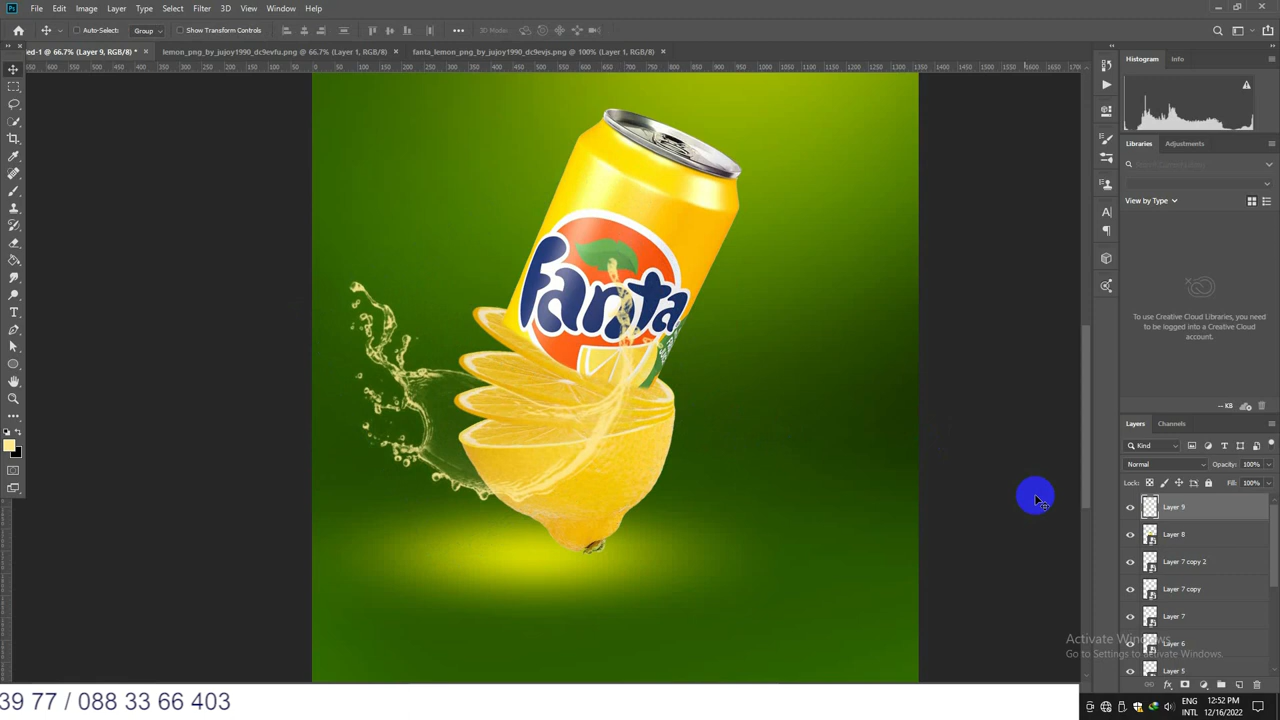 File Edit Image Layer Type Select Filter 3D View Window Help
Auto-Select: Group Show Transform Controls 3D Mode:
ed-1 @ 66.7% (Layer 9, RGB/8) * lemon_png_by_jujoy1990_dc9evfu.png @ 66.7% (Layer 1, RGB/8) fanta_lemon_png_by_jujoy1990_dc9evjs.png @ 100% (Layer 1, RGB/8)
Histogram Info
Libraries Adjustments
View by Type
fanta
To use Creative Cloud Libraries, you need
to be logged into a Creative Cloud
account.
-- KB
Layers Channels
Kind
Normal Opacity: 100%
Lock: Fill: 100%
Layer 9
Layer 8
Layer 7 copy 2
Layer 7 copy
Layer 7
Layer 6
Layer 5
Activate Windows
Go to Settings to activate Windows.
39 77 / 088 33 66 403
ENG 12:52 PM
INTL 12/16/2022